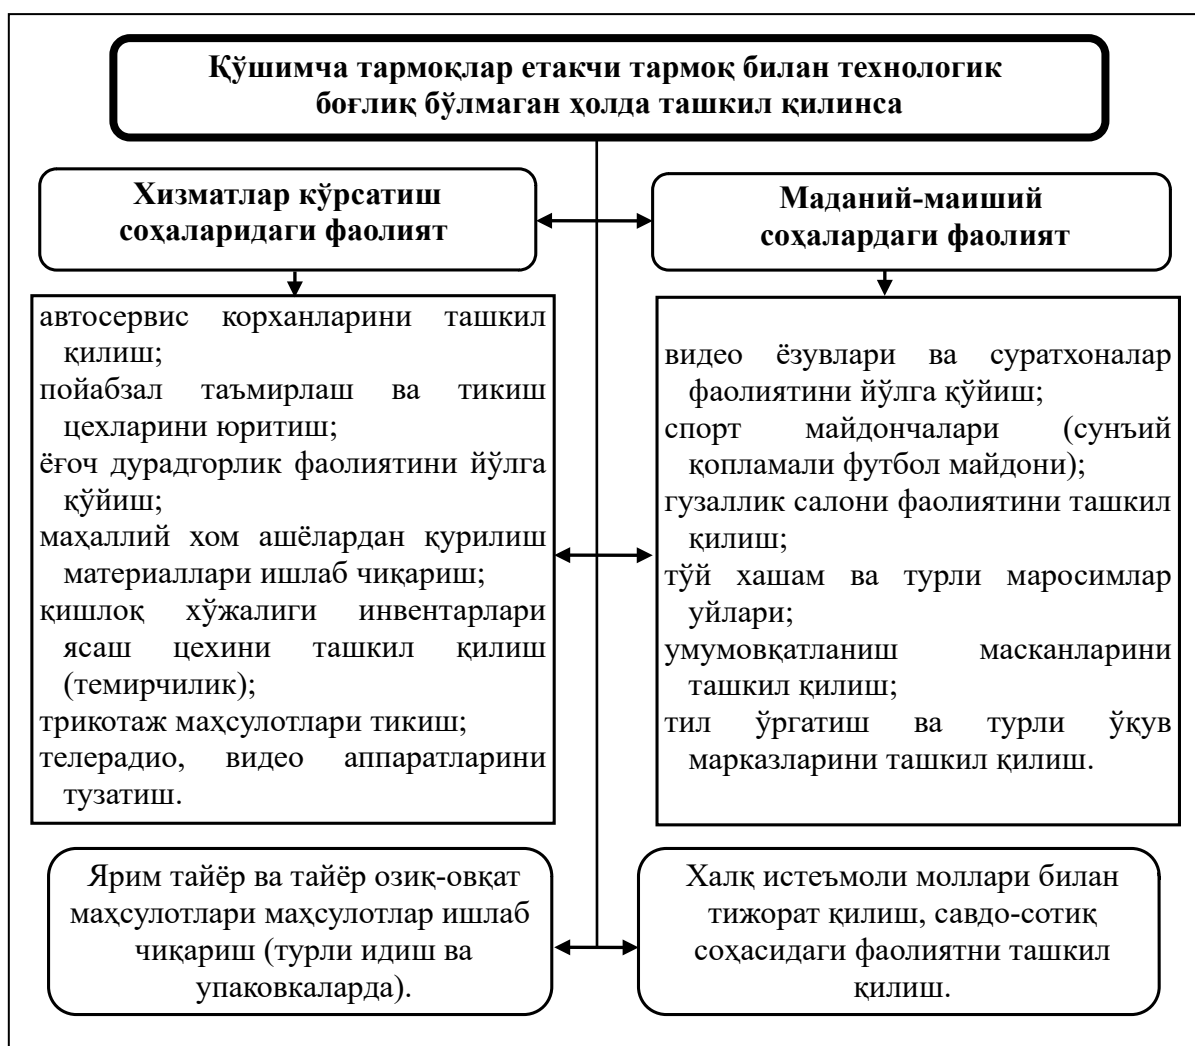 Қўшимча тармоқлар етакчи тармоқ билан технологик
боғлиқ бўлмаган ҳолда ташкил қилинса
Хизматлар кўрсатиш
соҳаларидаги фаолият
Маданий-маиший
соҳалардаги фаолият
автосервис корханларини ташкил
қилиш;
пойабзал таъмирлаш ва тикиш
цехларини юритиш;
ёғоч дурадгорлик фаолиятини йўлга
қўйиш;
маҳаллий хом ашёлардан қурилиш
материаллари ишлаб чиқариш;
қишлоқ хўжалиги инвентарлари
ясаш цехини ташкил қилиш
(темирчилик);
трикотаж маҳсулотлари тикиш;
телерадио, видео аппаратларини
тузатиш.
видео ёзувлари ва суратхоналар
фаолиятини йўлга қўйиш;
спорт майдончалари (сунъий
қопламали футбол майдони);
гузаллик салони фаолиятини ташкил
қилиш;
тўй хашам ва турли маросимлар
уйлари;
умумовқатланиш масканларини
ташкил қилиш;
тил ўргатиш ва турли ўқув
марказларини ташкил қилиш.
Ярим тайёр ва тайёр озиқ-овқат
маҳсулотлари маҳсулотлар ишлаб
чиқариш (турли идиш ва
упаковкаларда).
Халқ истеъмоли моллари билан
тижорат қилиш, савдо-сотиқ
соҳасидаги фаолиятни ташкил
қилиш.